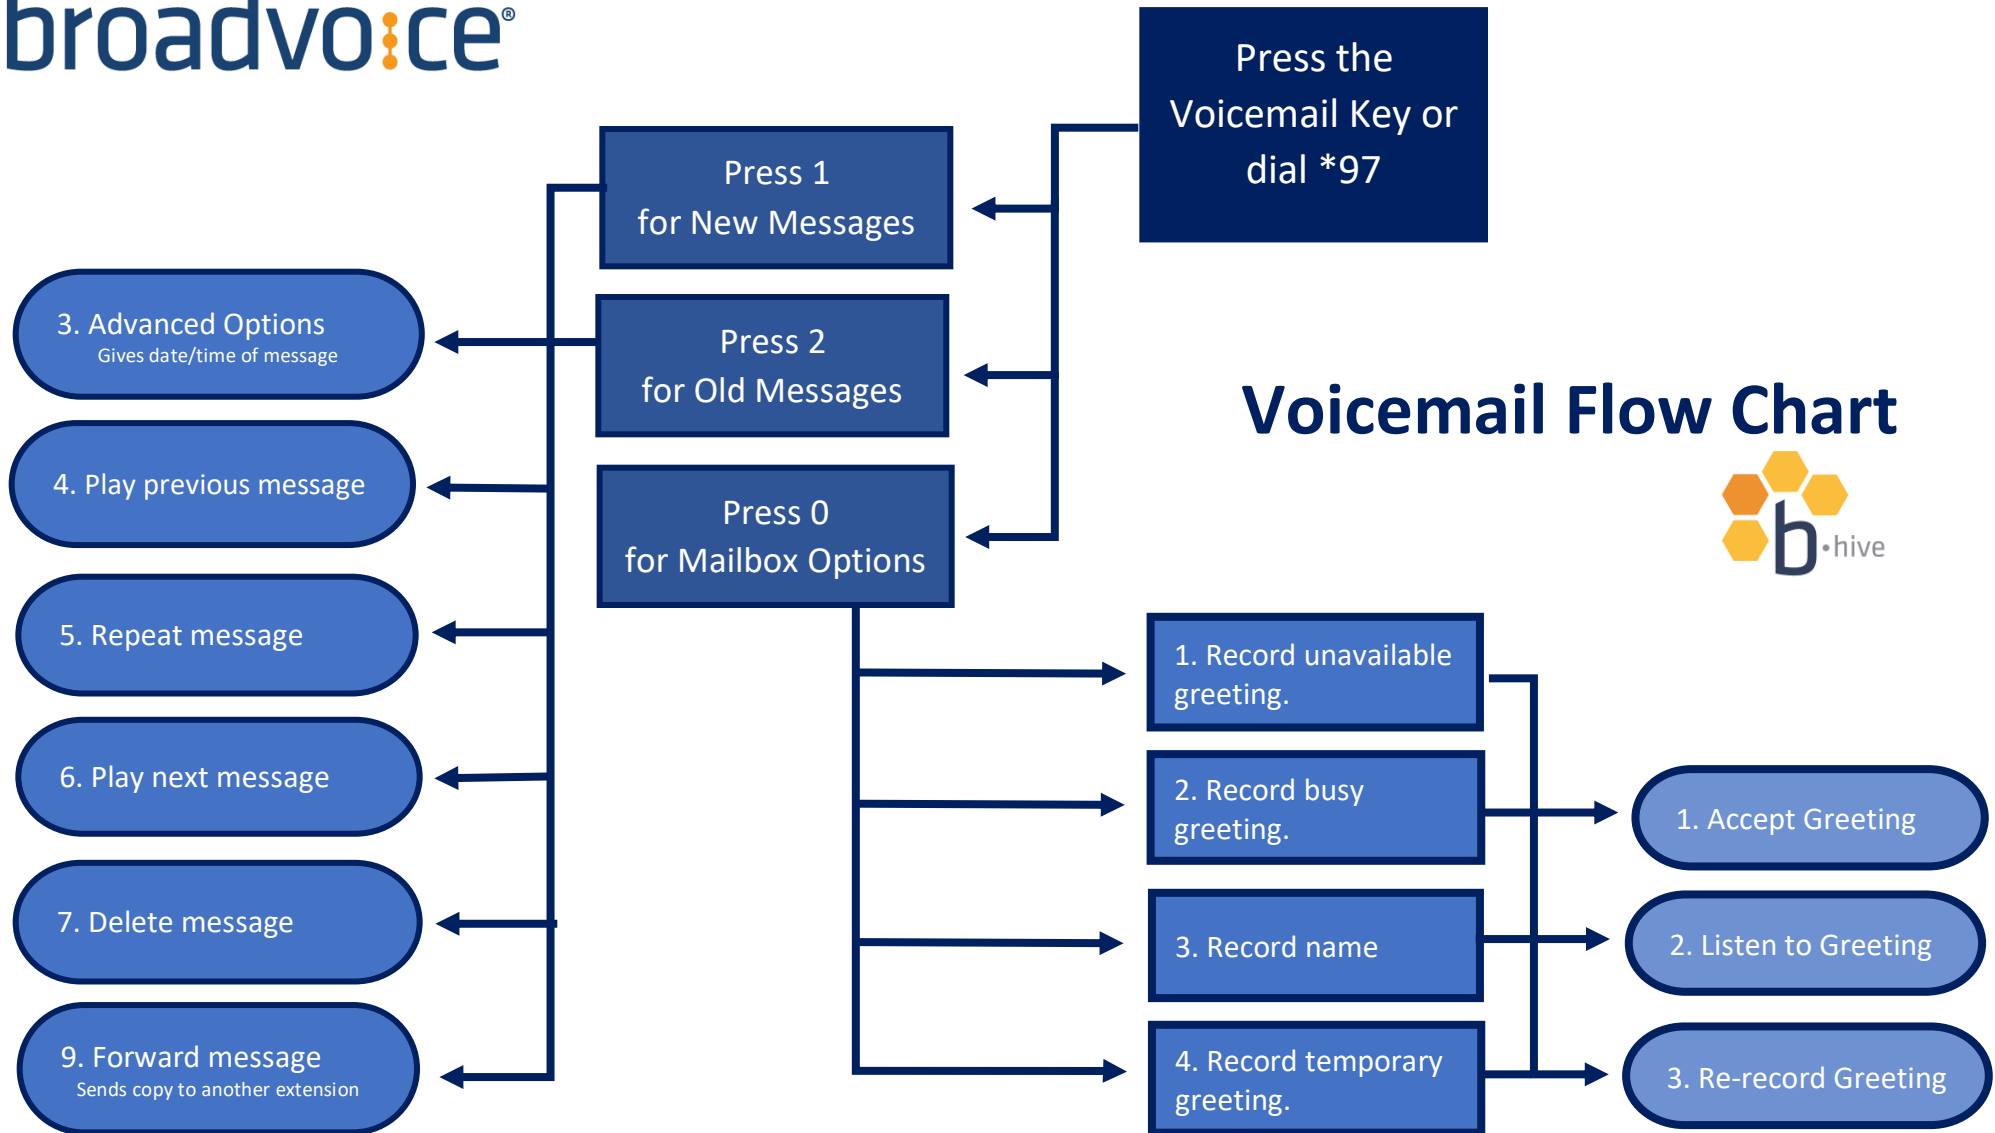 broadvoice®
Press the
Voicemail Key or
dial *97
Press 1
for New Messages
Press 2
for Old Messages
Press 0
for Mailbox Options
Voicemail Flow Chart
b·hive
3. Advanced Options
Gives date/time of message
4. Play previous message
5. Repeat message
6. Play next message
7. Delete message
9. Forward message
Sends copy to another extension
1. Record unavailable
greeting.
2. Record busy
greeting.
3. Record name
4. Record temporary
greeting.
1. Accept Greeting
2. Listen to Greeting
3. Re-record Greeting